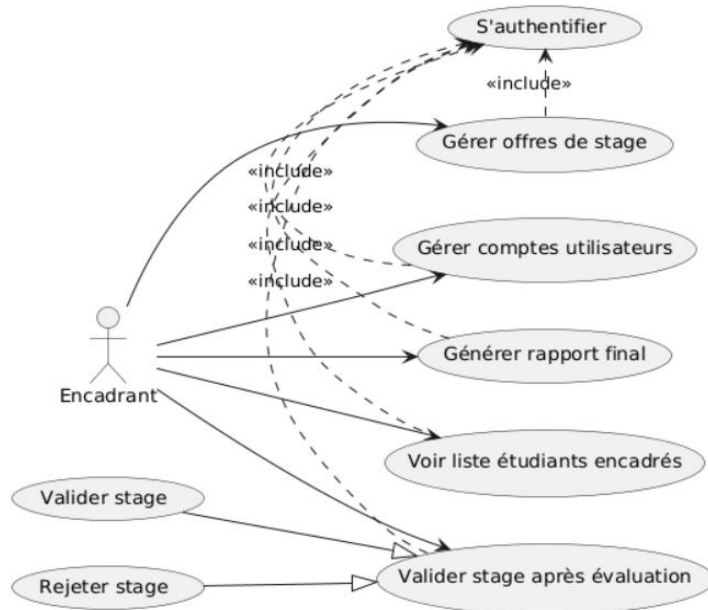 S'authentifier
«include»
Gérer offres de stage
«include»
«include»
«include»
«include»
Gérer comptes utilisateurs
Générer rapport final
Encadrant
Voir liste étudiants encadrés
Valider stage
Valider stage après évaluation
Rejeter stage